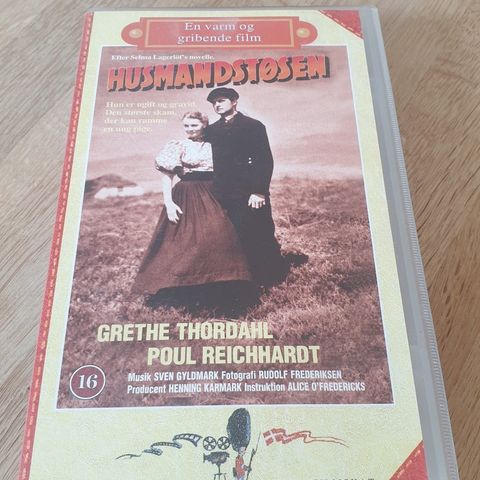 En varm og
gribende film
Efter Selma Lagerlöf's novelle.
HUSMANDSTØSEN
Hun er ugift og gravid.
Den største skam,
der kan ramme
en ung pige.
GRETHE THORDAHL
POUL REICHHARDT
16
Musik SVEN GYLDMARK Fotografi RUDOLF FREDERIKSEN
Producent HENNING KARMARK Instruktion ALICE O'FREDERICKS